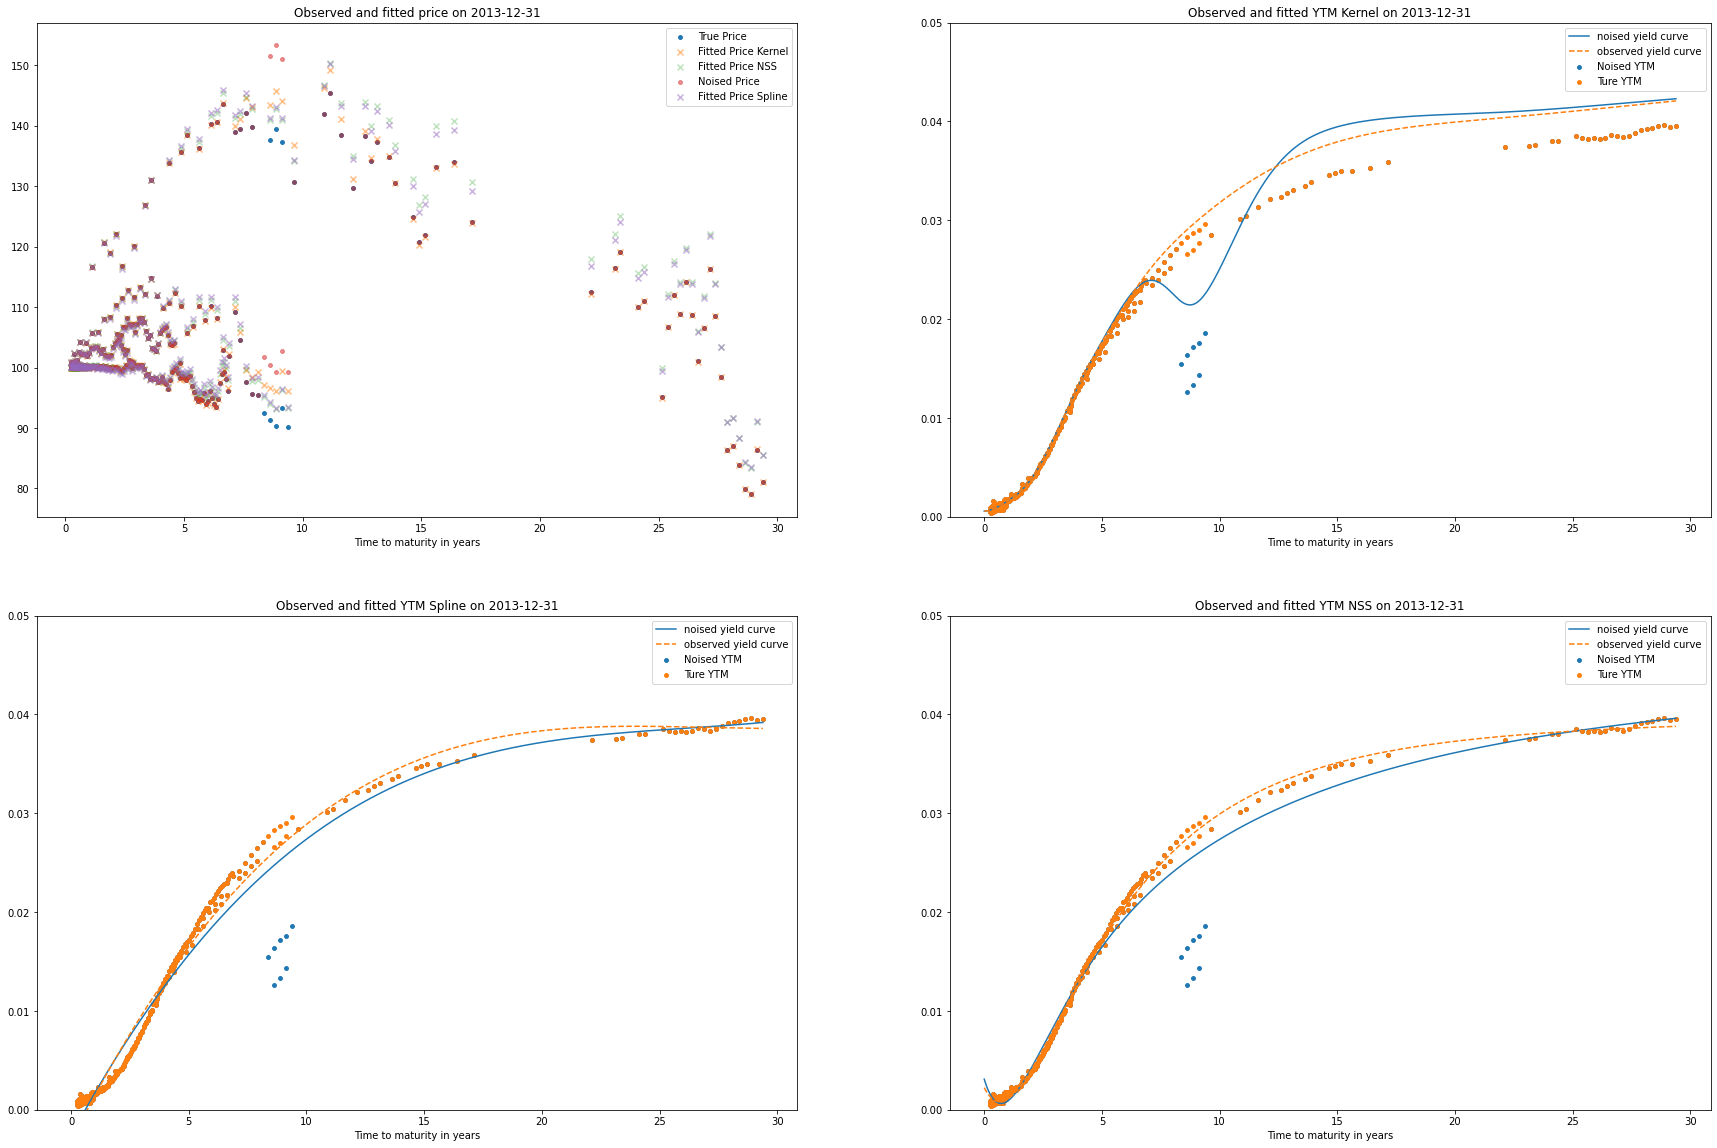 Observed and fitted price on 2013-12-31
True Price
Fitted Price Kernel
Fitted Price NSS
Noised Price
Fitted Price Spline
150
140
130
120
110
100
90
80
0 5 10 15 20 25 30
Time to maturity in years
Observed and fitted YTM Kernel on 2013-12-31
noised yield curve
observed yield curve
Noised YTM
Ture YTM
0.05
0.04
0.03
0.02
0.01
0.00
0 5 10 15 20 25 30
Time to maturity in years
Observed and fitted YTM Spline on 2013-12-31
noised yield curve
observed yield curve
Noised YTM
Ture YTM
0.05
0.04
0.03
0.02
0.01
0.00
0 5 10 15 20 25 30
Time to maturity in years
Observed and fitted YTM NSS on 2013-12-31
noised yield curve
observed yield curve
Noised YTM
Ture YTM
0.05
0.04
0.03
0.02
0.01
0.00
0 5 10 15 20 25 30
Time to maturity in years